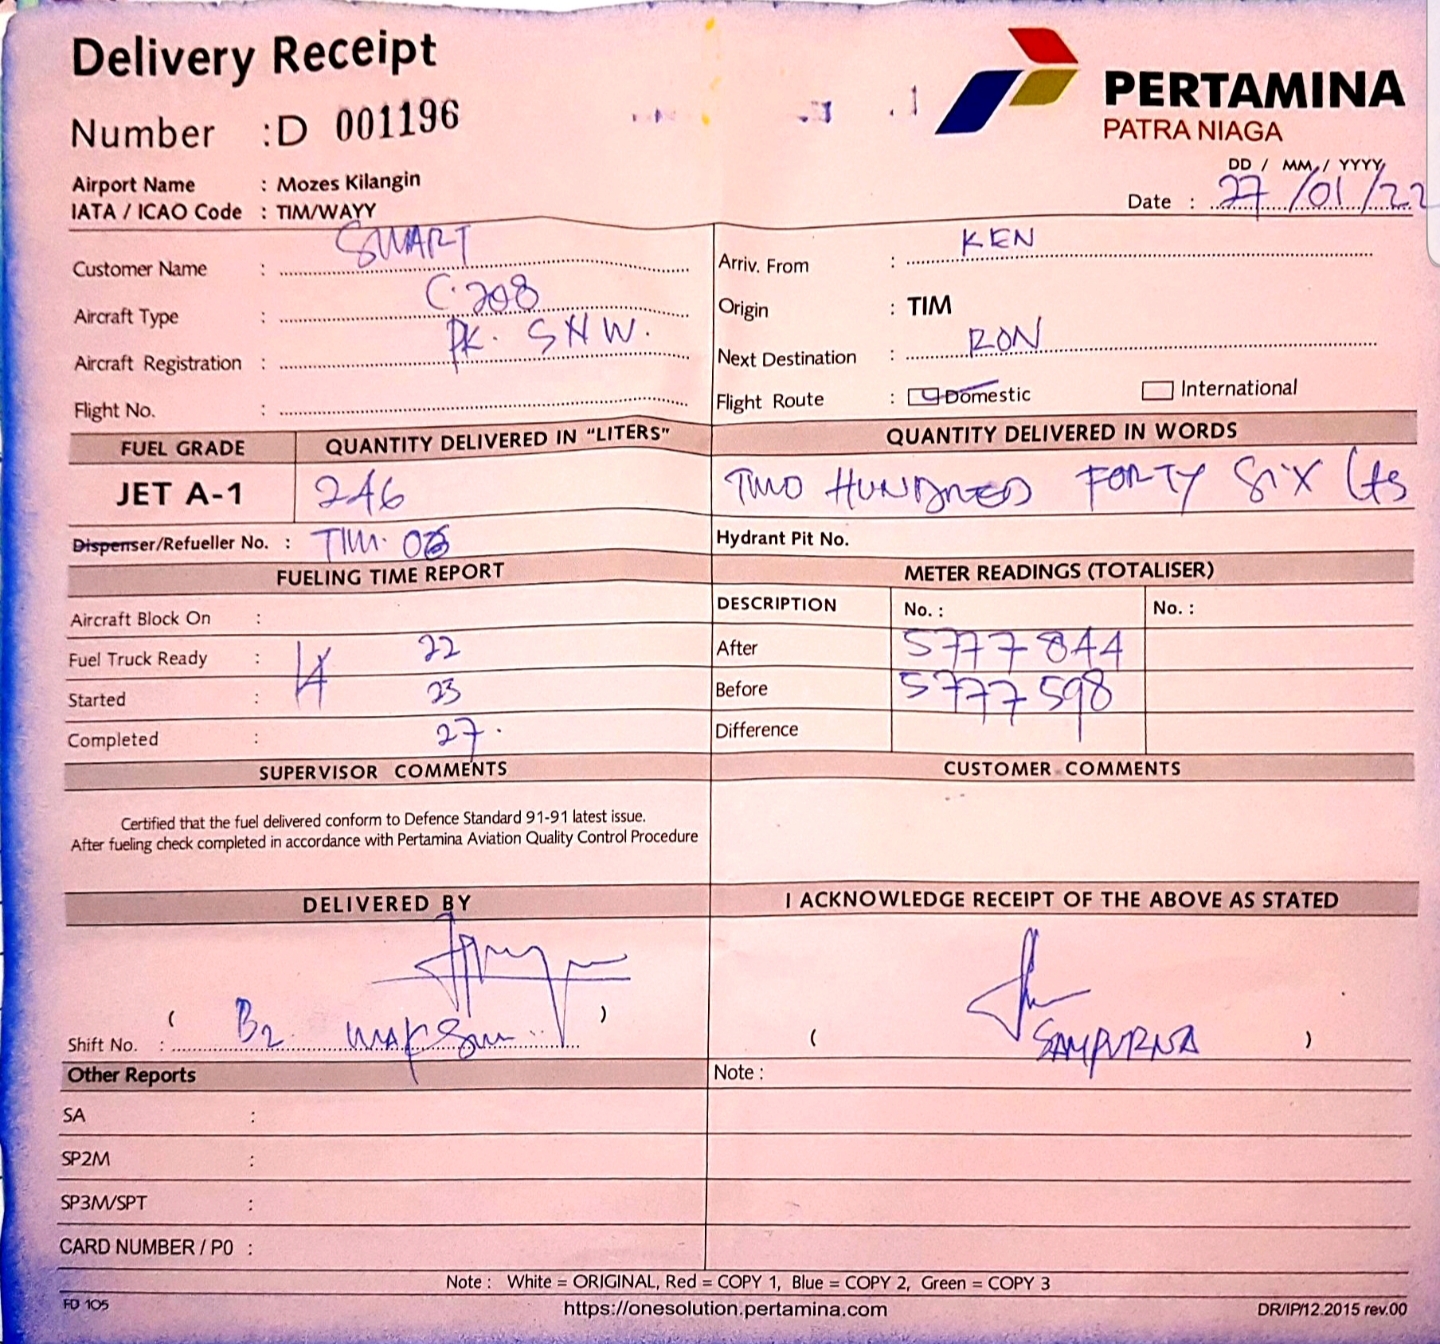 Delivery Receipt
Number : D 001196
PERTAMINA
PATRA NIAGA
Airport Name : Mozes Kilangin
IATA / ICAO Code : TIM/WAYY
DD / MM / YYYY
Date : 27/01/22
Customer Name : SMART
Aircraft Type : C.208
Aircraft Registration : PK. SNW.
Flight No. :
Arriv. From : KEN
Origin : TIM
Next Destination : RON
Flight Route : Domestic International
FUEL GRADE QUANTITY DELIVERED IN "LITERS" QUANTITY DELIVERED IN WORDS
JET A-1 246 TWO HUNDRED FORTY SIX Lts
Dispenser/Refueller No. : TIM. Hydrant Pit No.
FUELING TIME REPORT METER READINGS (TOTALISER)
Aircraft Block On : DESCRIPTION No. : No. :
Fuel Truck Ready : 14 22 After 5777844
Started : 23 Before 5777598
Completed : 27. Difference
SUPERVISOR COMMENTS CUSTOMER COMMENTS
Certified that the fuel delivered conform to Defence Standard 91-91 latest issue.
After fueling check completed in accordance with Pertamina Aviation Quality Control Procedure
DELIVERED BY I ACKNOWLEDGE RECEIPT OF THE ABOVE AS STATED
( ) ( SAMPURNA )
Shift No. : B2
Other Reports Note :
SA :
SP2M :
SP3M/SPT :
CARD NUMBER / P0 :
Note : White = ORIGINAL, Red = COPY 1, Blue = COPY 2, Green = COPY 3
FD 105 https://onesolution.pertamina.com DR/IP/12.2015 rev.00